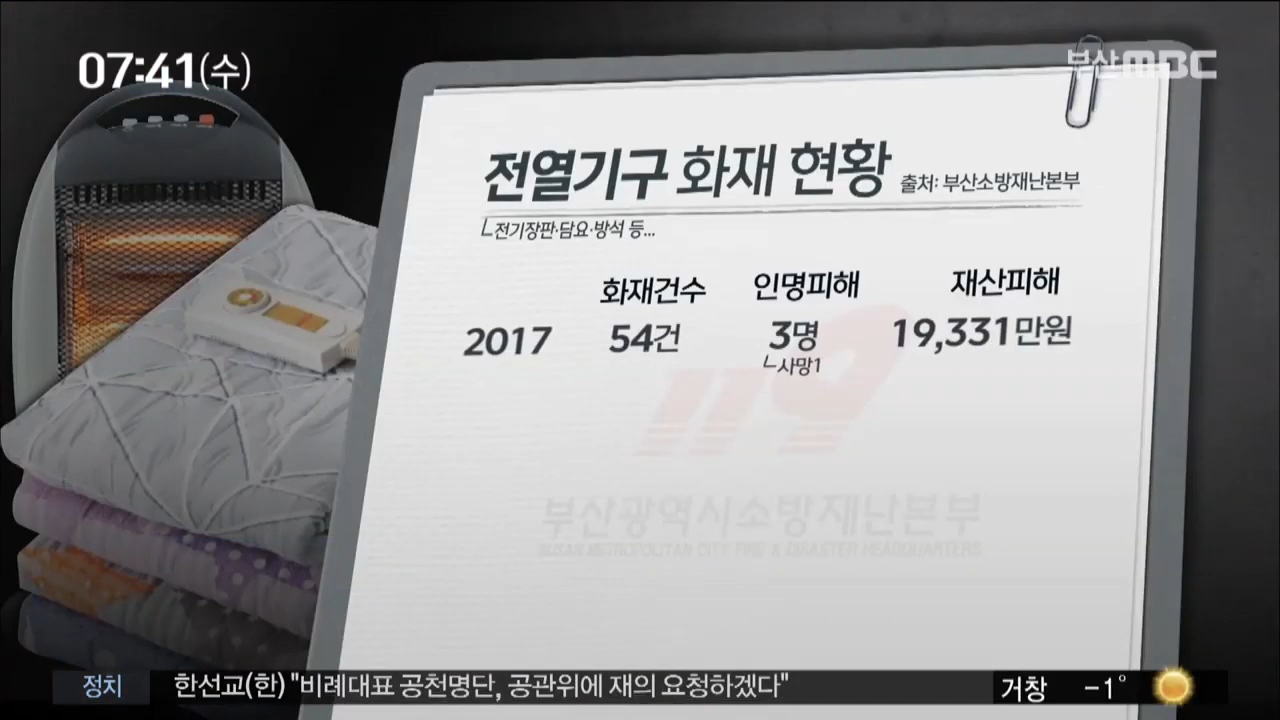 07:41(수)
부산MBC
전열기구 화재 현황 출처: 부산소방재난본부
└전기장판·담요·방석 등...
화재건수 인명피해 재산피해
2017 54건 3명 19,331만원
└사망1
119
부산광역시소방재난본부
BUSAN METROPOLITAN CITY FIRE & DISASTER HEADQUARTERS
정치 한선교(한) "비례대표 공천명단, 공관위에 재의 요청하겠다" 거창 -1°